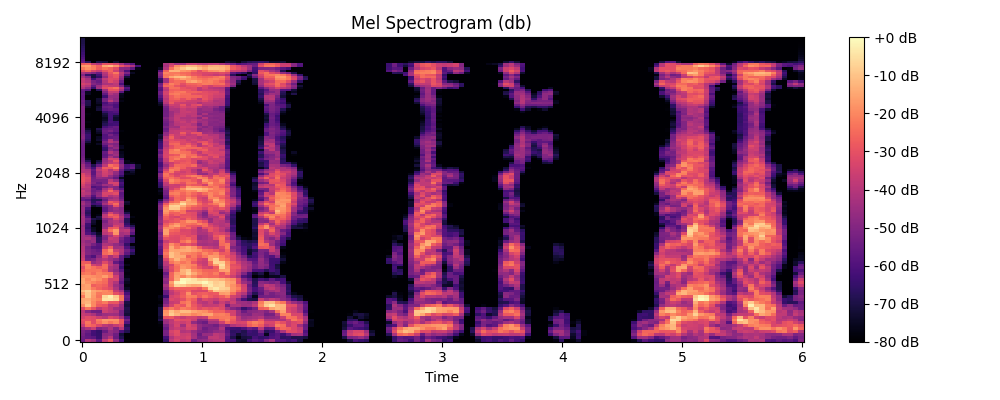 Mel Spectrogram (db)
Hz
8192
4096
2048
1024
512
0
0 1 2 3 4 5 6
Time
+0 dB
-10 dB
-20 dB
-30 dB
-40 dB
-50 dB
-60 dB
-70 dB
-80 dB